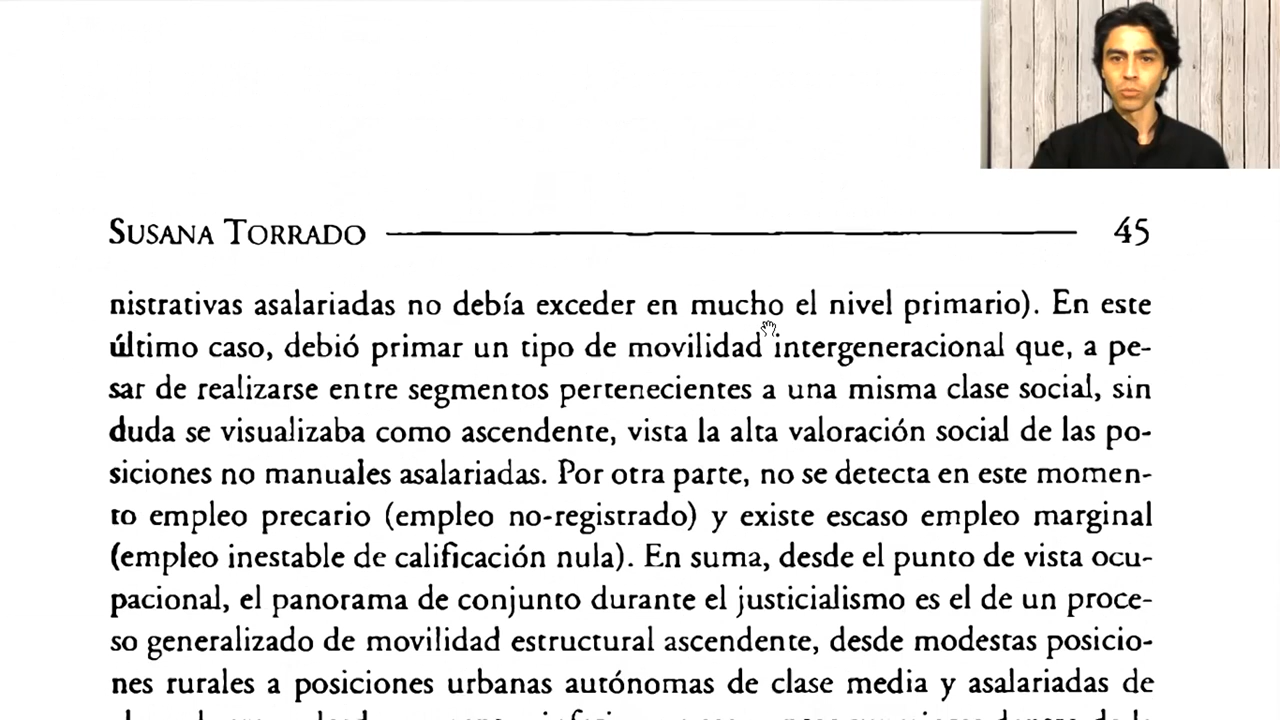 SUSANA TORRADO 45
nistrativas asalariadas no debía exceder en mucho el nivel primario). En este
último caso, debió primar un tipo de movilidad intergeneracional que, a pe-
sar de realizarse entre segmentos pertenecientes a una misma clase social, sin
duda se visualizaba como ascendente, vista la alta valoración social de las po-
siciones no manuales asalariadas. Por otra parte, no se detecta en este momen-
to empleo precario (empleo no-registrado) y existe escaso empleo marginal
(empleo inestable de calificación nula). En suma, desde el punto de vista ocu-
pacional, el panorama de conjunto durante el justicialismo es el de un proce-
so generalizado de movilidad estructural ascendente, desde modestas posicio-
nes rurales a posiciones urbanas autónomas de clase media y asalariadas de